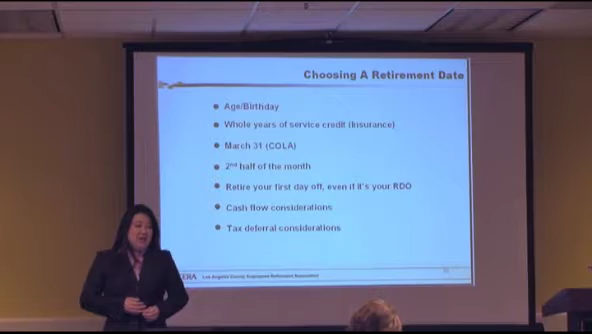 Choosing A Retirement Date
Age/Birthday
Whole years of service credit (Insurance)
March 31 (COLA)
2nd half of the month
Retire your first day off, even if it's your RDO
Cash flow considerations
Tax deferral considerations
ERA Los Angeles County Employees Retirement Association